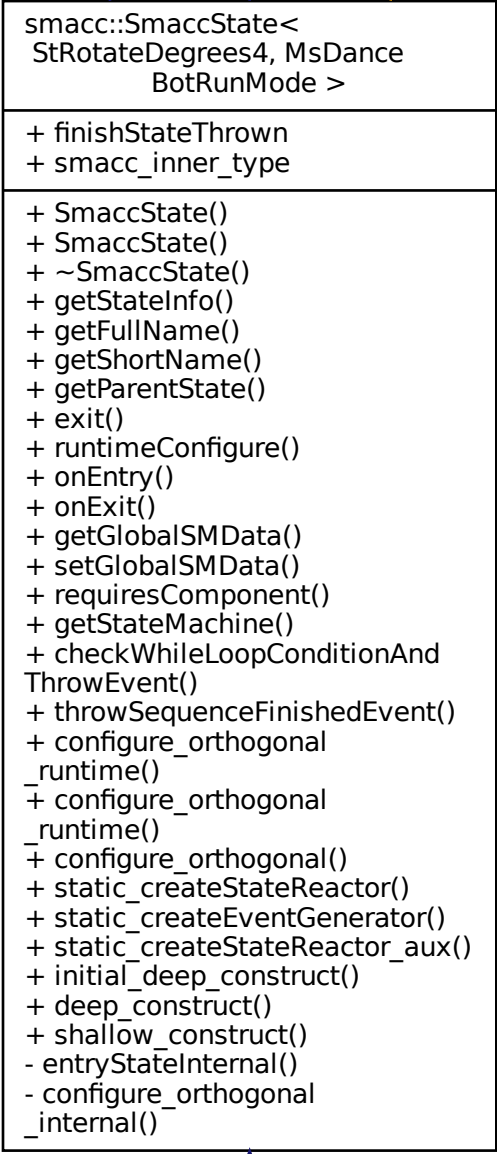 smacc::SmaccState<
StRotateDegrees4, MsDance
BotRunMode >
+ finishStateThrown
+ smacc_inner_type
+ SmaccState()
+ SmaccState()
+ ~SmaccState()
+ getStateInfo()
+ getFullName()
+ getShortName()
+ getParentState()
+ exit()
+ runtimeConfigure()
+ onEntry()
+ onExit()
+ getGlobalSMData()
+ setGlobalSMData()
+ requiresComponent()
+ getStateMachine()
+ checkWhileLoopConditionAnd
ThrowEvent()
+ throwSequenceFinishedEvent()
+ configure_orthogonal
_runtime()
+ configure_orthogonal
_runtime()
+ configure_orthogonal()
+ static_createStateReactor()
+ static_createEventGenerator()
+ static_createStateReactor_aux()
+ initial_deep_construct()
+ deep_construct()
+ shallow_construct()
- entryStateInternal()
- configure_orthogonal
_internal()